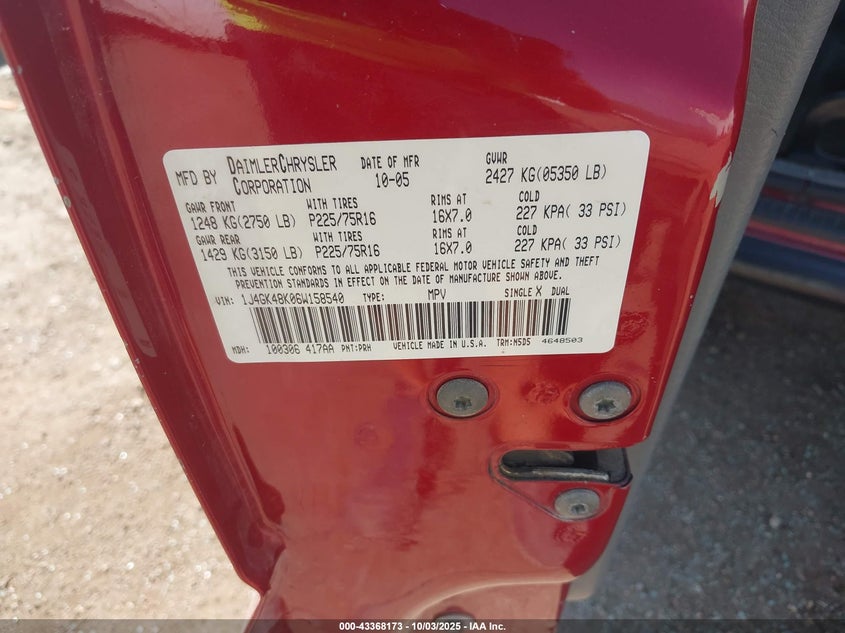 MFD BY DAIMLERCHRYSLER CORPORATION DATE OF MFR 10-05 GVWR 2427 KG(05350 LB)
GAWR FRONT WITH TIRES RIMS AT COLD
1248 KG(2750 LB) P225/75R16 16X7.0 227 KPA( 33 PSI)
GAWR REAR WITH TIRES RIMS AT COLD
1429 KG(3150 LB) P225/75R16 16X7.0 227 KPA( 33 PSI)
THIS VEHICLE CONFORMS TO ALL APPLICABLE FEDERAL MOTOR VEHICLE SAFETY AND THEFT
PREVENTION STANDARDS IN EFFECT ON THE DATE OF MANUFACTURE SHOWN ABOVE.
VIN: 1J4GK48K06W158540 TYPE: MPV SINGLE X DUAL
MDH: 100306 417AA PNT:PRH VEHICLE MADE IN U.S.A. TRM:N5D5 4648503
000-43368173 | 10/03/2025 - IAA Inc.